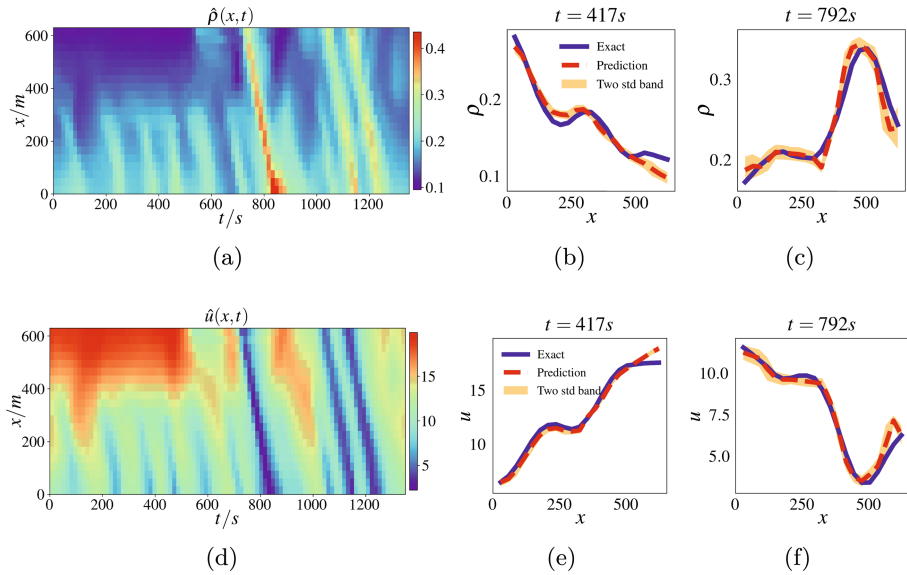 ρ̂(x,t)
x/m
600
400
200
0
0 200 400 600 800 1000 1200
t/s
0.4
0.3
0.2
0.1
(a)
t = 417s
ρ
0.2
0.1
Exact
Prediction
Two std band
0 250 500
x
(b)
t = 792s
ρ
0.3
0.2
0 250 500
x
(c)
û(x,t)
x/m
600
400
200
0
0 200 400 600 800 1000 1200
t/s
15
10
5
(d)
t = 417s
u
15
10
Exact
Prediction
Two std band
0 250 500
x
(e)
t = 792s
u
10.0
7.5
5.0
0 250 500
x
(f)